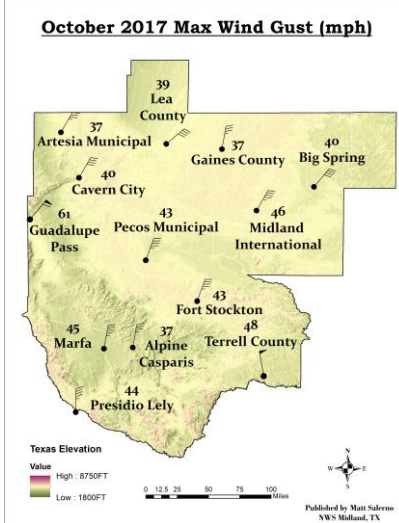 October 2017 Max Wind Gust (mph)
39
Lea
County
37
Artesia Municipal
37
Gaines County
40
Big Spring
40
Cavern City
61
Guadalupe
Pass
43
Pecos Municipal
46
Midland
International
43
Fort Stockton
45
Marfa
37
Alpine
Casparis
48
Terrell County
44
Presidio Lely
Texas Elevation
Value
High : 8750FT
Low : 1800FT
0 12.5 25 50 75 100
Miles
N
W E
S
Published by Matt Salerno
NWS Midland, TX